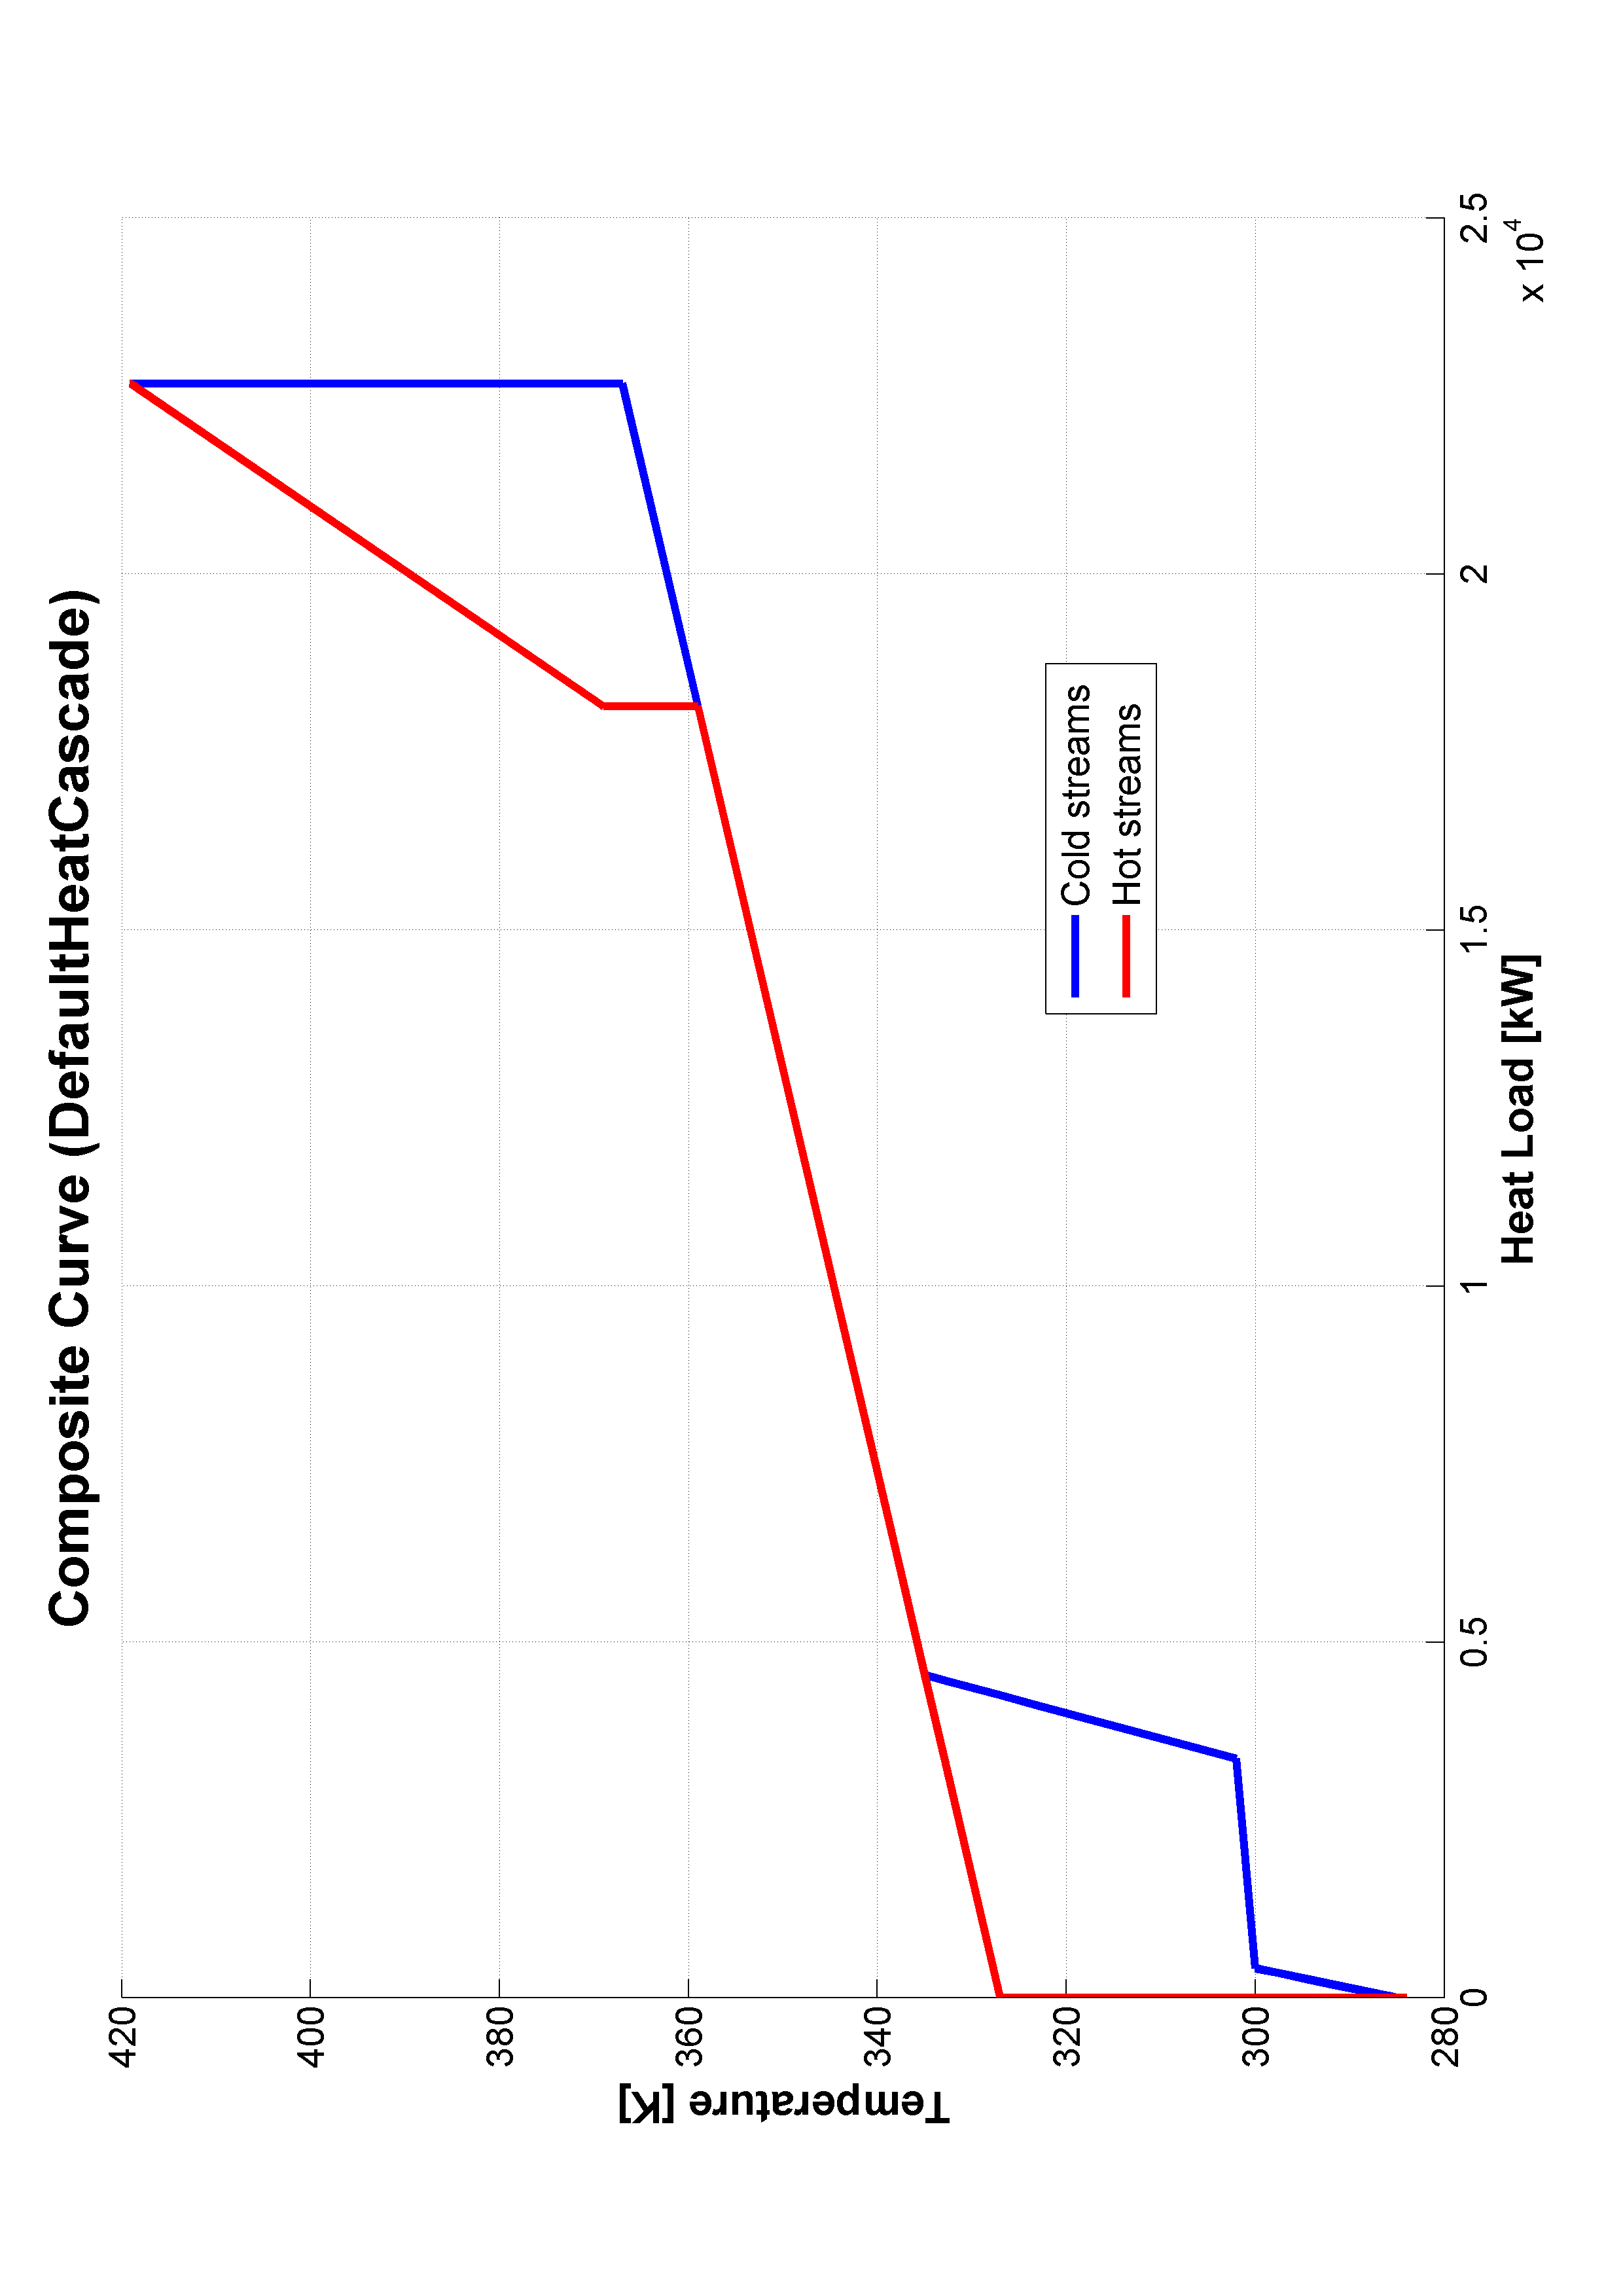 Composite Curve (DefaultHeatCascade)
Temperature [K]
420
400
380
360
340
320
300
280
0
0.5
1
1.5
2
2.5
x 10^4
Heat Load [kW]
Cold streams
Hot streams